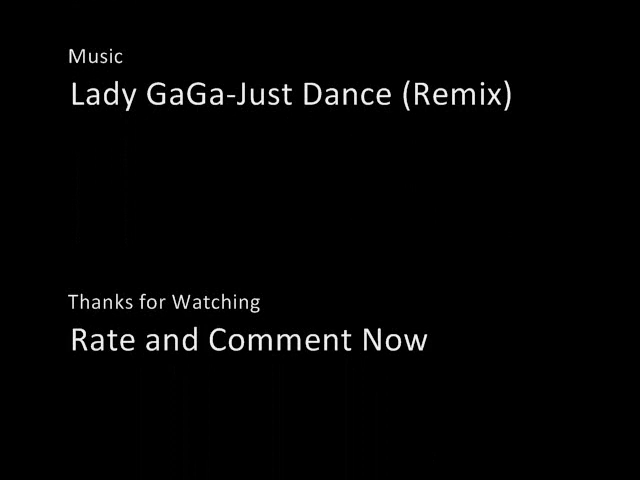 Music
Lady GaGa-Just Dance (Remix)
Thanks for Watching
Rate and Comment Now